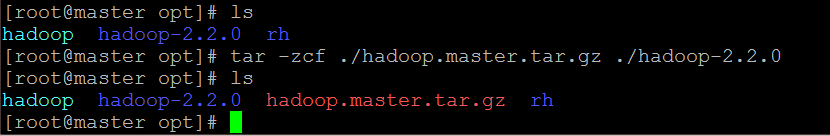 [root@master opt]# ls
hadoop  hadoop-2.2.0  rh
[root@master opt]# tar -zcf ./hadoop.master.tar.gz ./hadoop-2.2.0
[root@master opt]# ls
hadoop  hadoop-2.2.0  hadoop.master.tar.gz  rh
[root@master opt]#